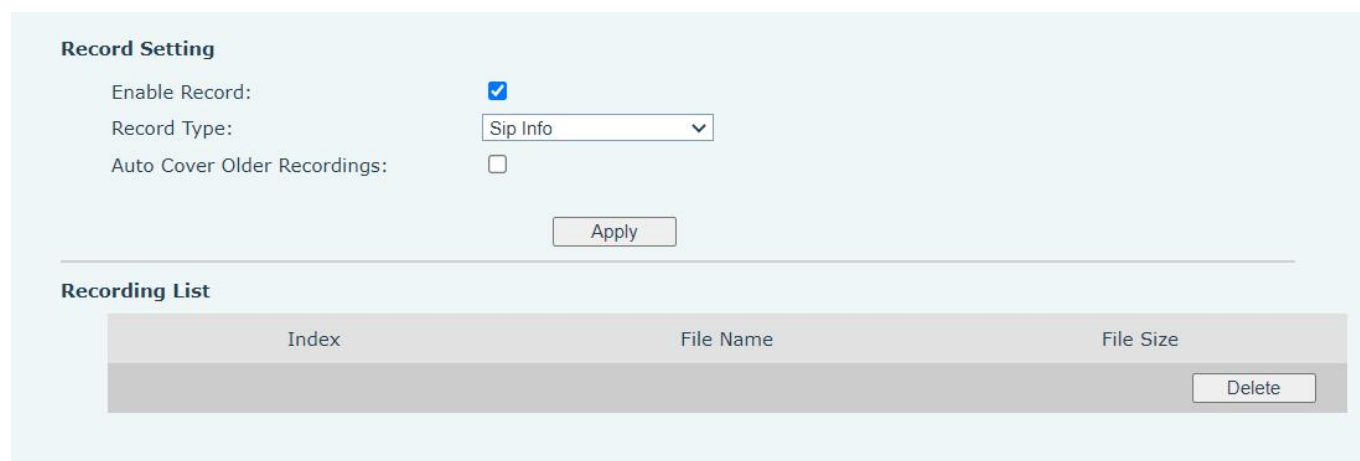 Record Setting
Enable Record:
Record Type: Sip Info
Auto Cover Older Recordings:
Apply
Recording List
Index File Name File Size
Delete